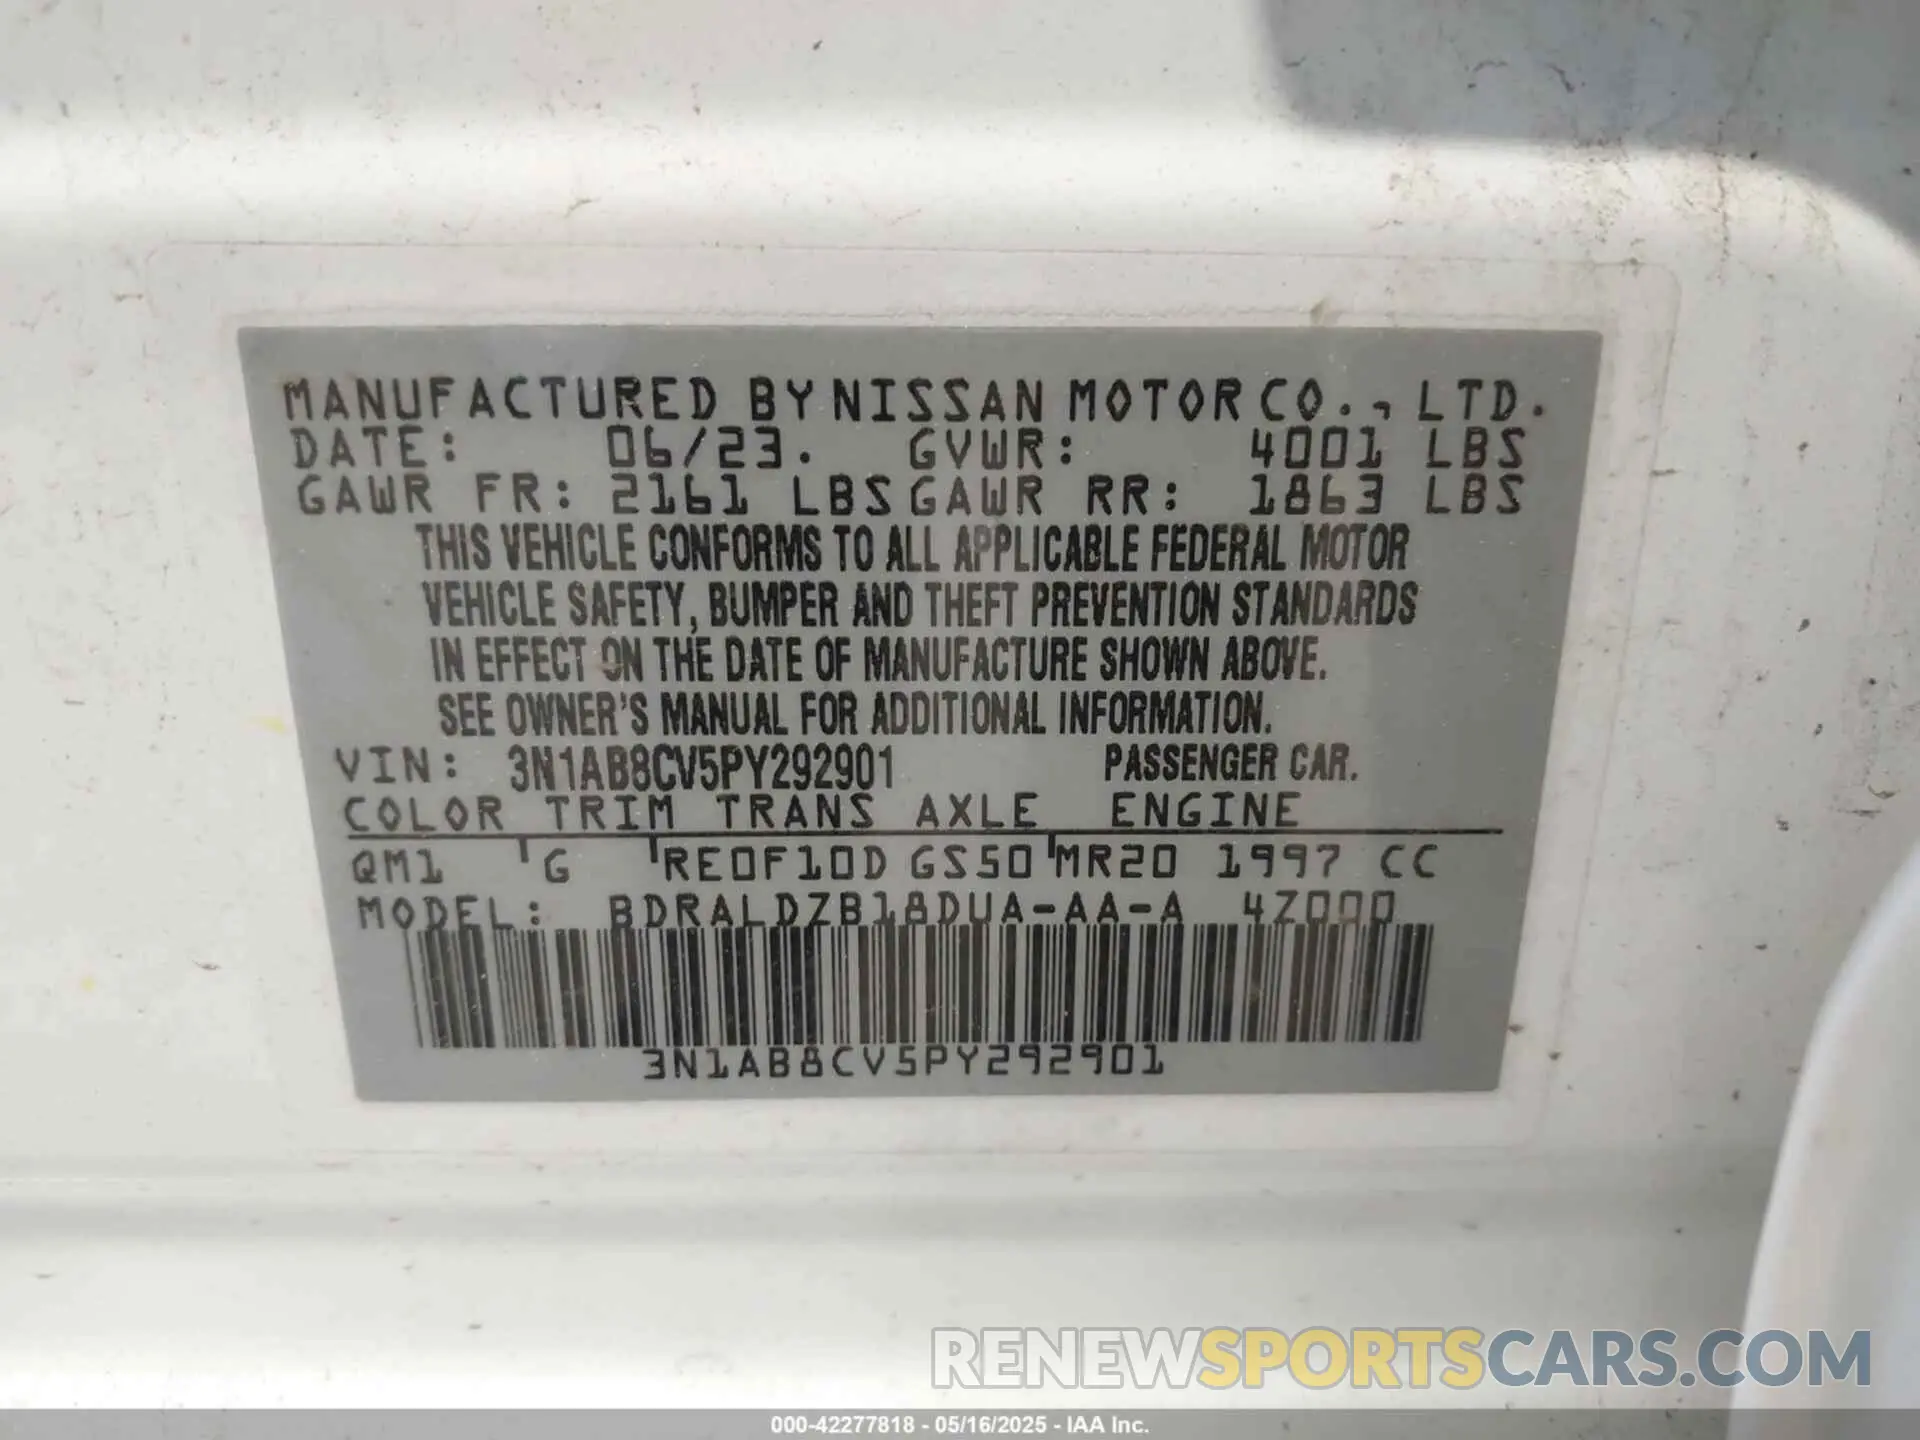 MANUFACTURED BY NISSAN MOTOR CO., LTD.
DATE: 06/23. GVWR: 4001 LBS
GAWR FR: 2161 LBS GAWR RR: 1863 LBS
THIS VEHICLE CONFORMS TO ALL APPLICABLE FEDERAL MOTOR
VEHICLE SAFETY, BUMPER AND THEFT PREVENTION STANDARDS
IN EFFECT ON THE DATE OF MANUFACTURE SHOWN ABOVE.
SEE OWNER'S MANUAL FOR ADDITIONAL INFORMATION.
VIN: 3N1AB8CV5PY292901 PASSENGER CAR.
COLOR TRIM TRANS AXLE ENGINE
QM1 G RE0F10D GS50 MR20 1997 CC
MODEL: BDRALDZB18DUA-AA-A 4Z000
3N1AB8CV5PY292901
RENEWSPORTSCARS.COM
000-42277818 - 05/16/2025 - IAA Inc.